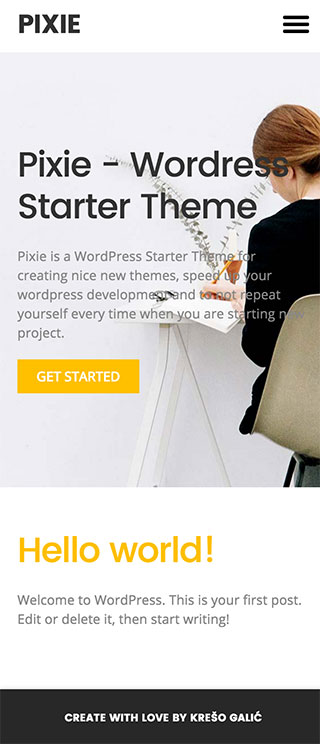 PIXIE
Pixie - Wordress
Starter Theme
Pixie is a WordPress Starter Theme for
creating nice new themes, speed up your
wordpress development and to not repeat
yourself every time when you are starting new
project.
GET STARTED
Hello world!
Welcome to WordPress. This is your first post.
Edit or delete it, then start writing!
CREATE WITH LOVE BY KREŠO GALIĆ